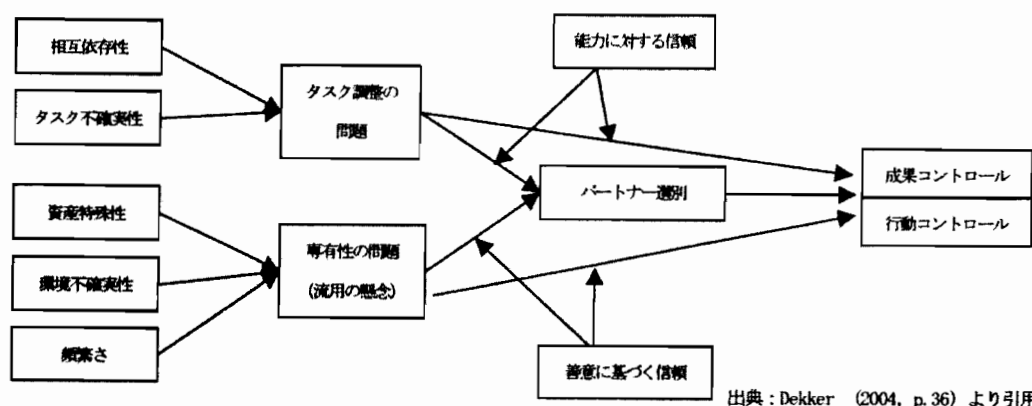 相互依存性
タスク不確実性
資産特殊性
環境不確実性
頻繁さ
タスク調整の
問題
専有性の問題
(流用の懸念)
能力に対する信頼
パートナー選別
善意に基づく信頼
成果コントロール
行動コントロール
出典：Dekker (2004, p.36) より引用